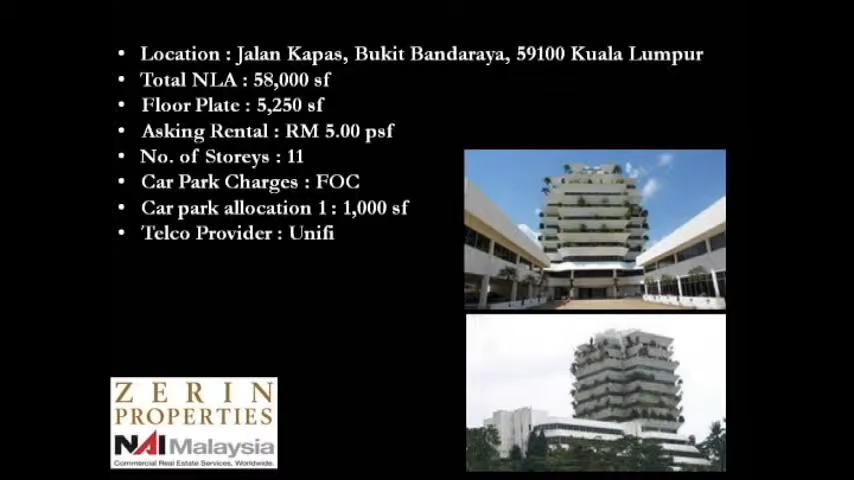 • Location : Jalan Kapas, Bukit Bandaraya, 59100 Kuala Lumpur
• Total NLA : 58,000 sf
• Floor Plate : 5,250 sf
• Asking Rental : RM 5.00 psf
• No. of Storeys : 11
• Car Park Charges : FOC
• Car park allocation 1 : 1,000 sf
• Telco Provider : Unifi
ZERIN
PROPERTIES
NAI Malaysia
Commercial Real Estate Services, Worldwide.